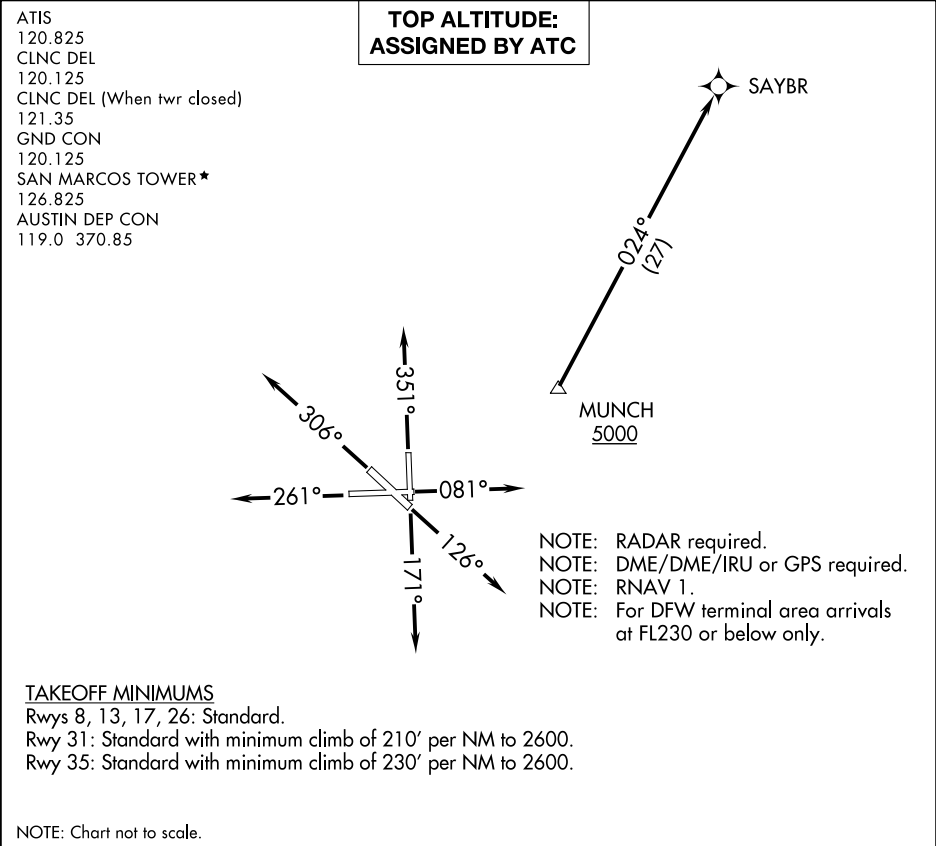 ATIS
120.825
CLNC DEL
120.125
CLNC DEL (When twr closed)
121.35
GND CON
120.125
SAN MARCOS TOWER★
126.825
AUSTIN DEP CON
119.0 370.85
TOP ALTITUDE:
ASSIGNED BY ATC
SAYBR
024°
(27)
MUNCH
5000
351°
306°
261°
081°
126°
171°
NOTE: RADAR required.
NOTE: DME/DME/IRU or GPS required.
NOTE: RNAV 1.
NOTE: For DFW terminal area arrivals
at FL230 or below only.
TAKEOFF MINIMUMS
Rwys 8, 13, 17, 26: Standard.
Rwy 31: Standard with minimum climb of 210' per NM to 2600.
Rwy 35: Standard with minimum climb of 230' per NM to 2600.
NOTE: Chart not to scale.